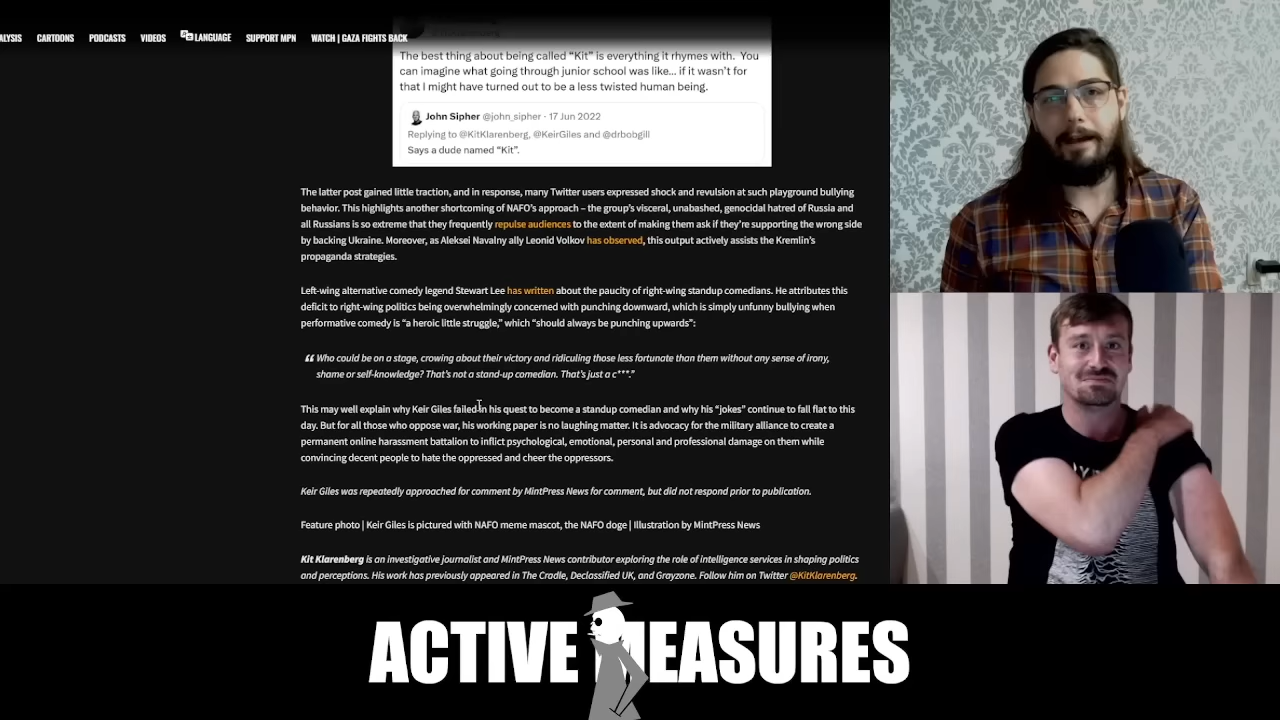 ALYSIS CARTOONS PODCASTS VIDEOS LANGUAGE SUPPORT MPN WATCH | GAZA FIGHTS BACK
The best thing about being called “Kit” is everything it rhymes with. You
can imagine what going through junior school was like... if it wasn’t for
that I might have turned out to be a less twisted human being.
John Sipher @john_sipher · 17 Jun 2022
Replying to @KitKlarenberg, @KeirGiles and @drbobgill
Says a dude named “Kit”.
The latter post gained little traction, and in response, many Twitter users expressed shock and revulsion at such playground bullying
behavior. This highlights another shortcoming of NAFO’s approach – the group’s visceral, unabashed, genocidal hatred of Russia and
all Russians is so extreme that they frequently repulse audiences to the extent of making them ask if they’re supporting the wrong side
by backing Ukraine. Moreover, as Aleksei Navalny ally Leonid Volkov has observed, this output actively assists the Kremlin’s
propaganda strategies.
Left-wing alternative comedy legend Stewart Lee has written about the paucity of right-wing standup comedians. He attributes this
deficit to right-wing politics being overwhelmingly concerned with punching downward, which is simply unfunny bullying when
performative comedy is “a heroic little struggle,” which “should always be punching upwards”:
“ Who could be on a stage, crowing about their victory and ridiculing those less fortunate than them without any sense of irony,
shame or self-knowledge? That’s not a stand-up comedian. That’s just a c***.”
This may well explain why Keir Giles failed in his quest to become a standup comedian and why his “jokes” continue to fall flat to this
day. But for all those who oppose war, his working paper is no laughing matter. It is advocacy for the military alliance to create a
permanent online harassment battalion to inflict psychological, emotional, personal and professional damage on them while
convincing decent people to hate the oppressed and cheer the oppressors.
Keir Giles was repeatedly approached for comment by MintPress News for comment, but did not respond prior to publication.
Feature photo | Keir Giles is pictured with NAFO meme mascot, the NAFO doge | Illustration by MintPress News
Kit Klarenberg is an investigative journalist and MintPress News contributor exploring the role of intelligence services in shaping politics
and perceptions. His work has previously appeared in The Cradle, Declassified UK, and Grayzone. Follow him on Twitter @KitKlarenberg.
ACTIVE MEASURES